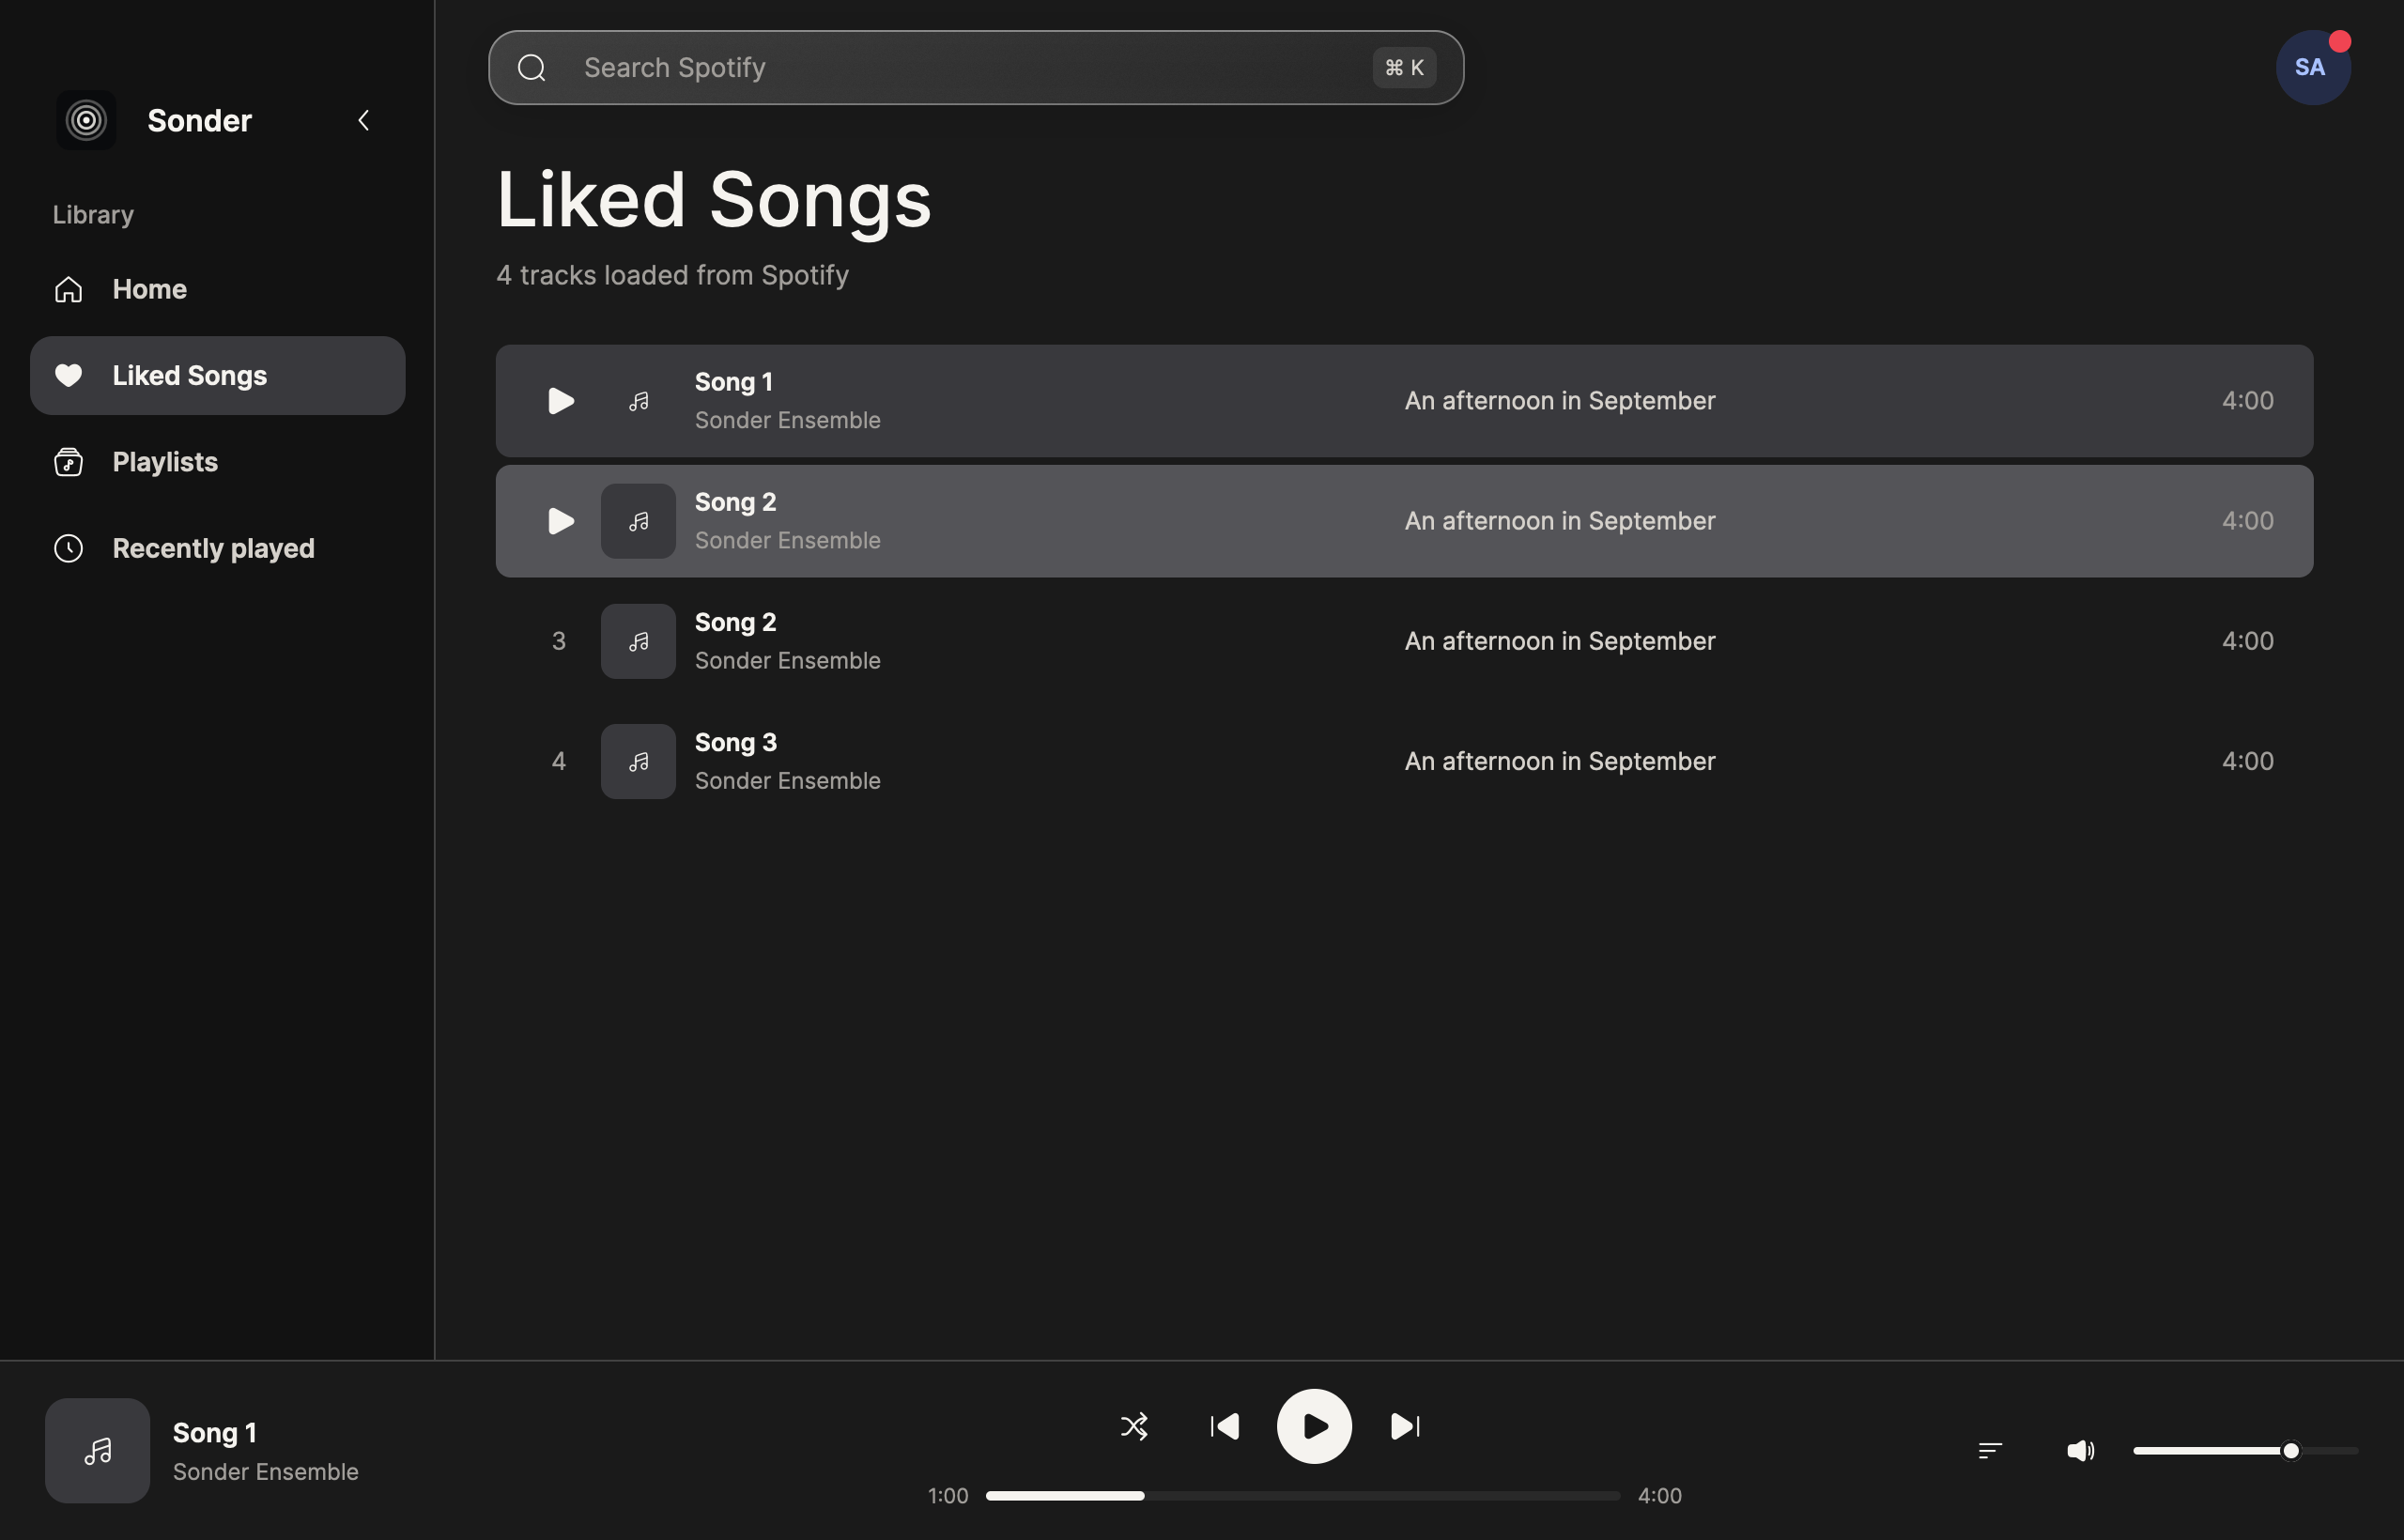 Sonder
Library
Home
Liked Songs
Playlists
Recently played
Search Spotify
⌘ K
SA
Liked Songs
4 tracks loaded from Spotify
Song 1
Sonder Ensemble
An afternoon in September
4:00
Song 2
Sonder Ensemble
An afternoon in September
4:00
3
Song 2
Sonder Ensemble
An afternoon in September
4:00
4
Song 3
Sonder Ensemble
An afternoon in September
4:00
Song 1
Sonder Ensemble
1:00
4:00